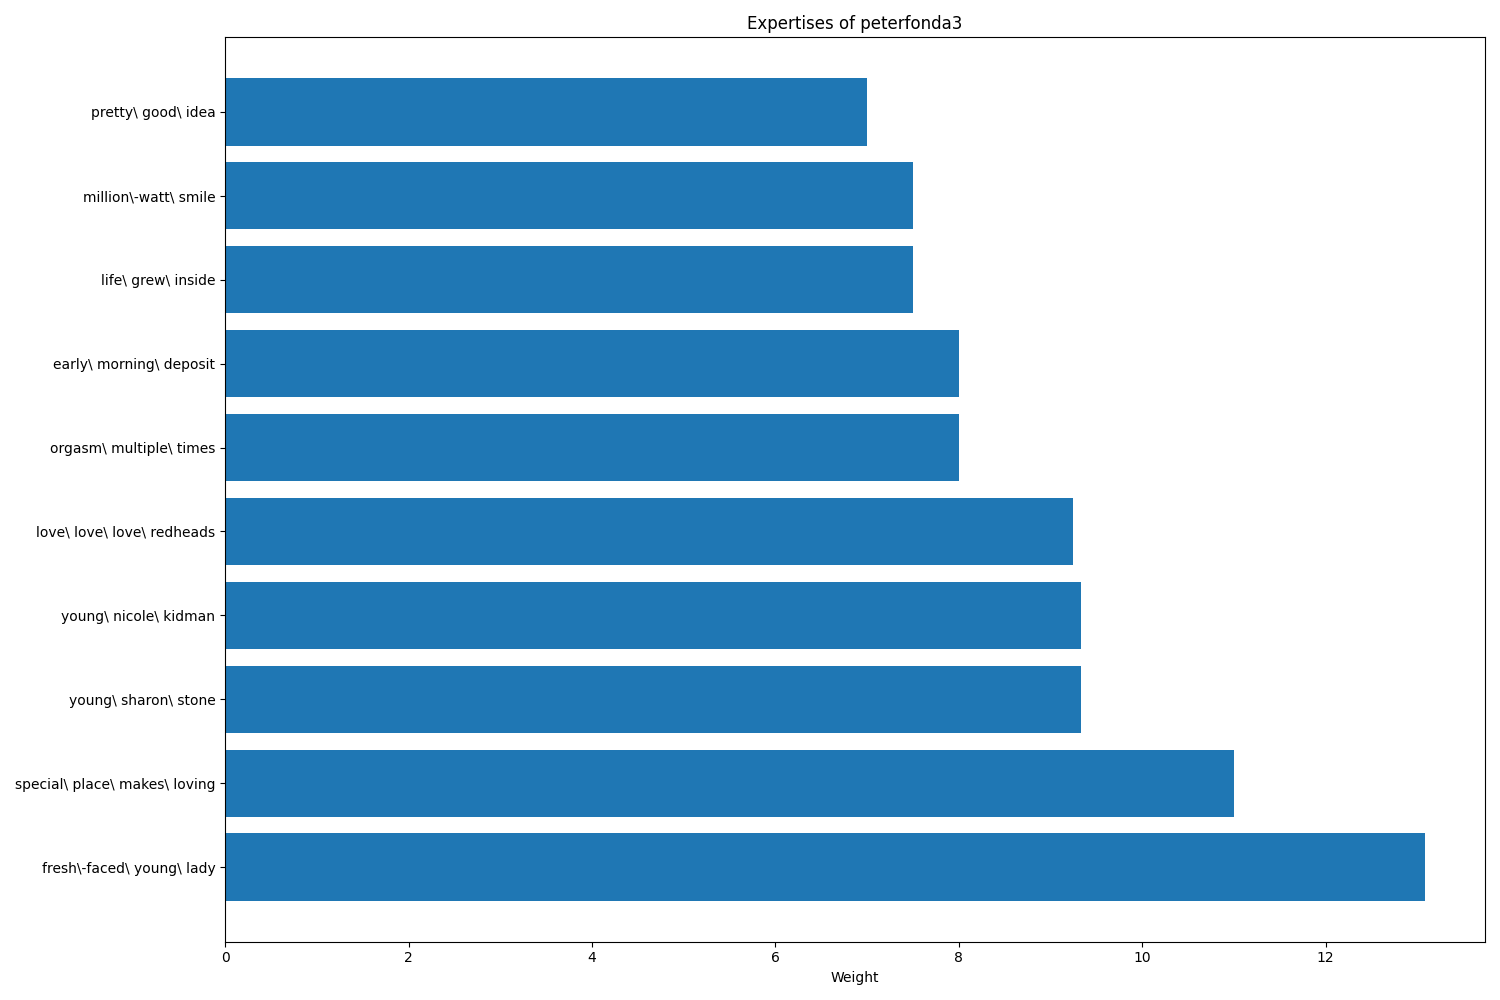 Expertises of peterfonda3
pretty\ good\ idea
million\-watt\ smile
life\ grew\ inside
early\ morning\ deposit
orgasm\ multiple\ times
love\ love\ love\ redheads
young\ nicole\ kidman
young\ sharon\ stone
special\ place\ makes\ loving
fresh\-faced\ young\ lady
0 2 4 6 8 10 12
Weight